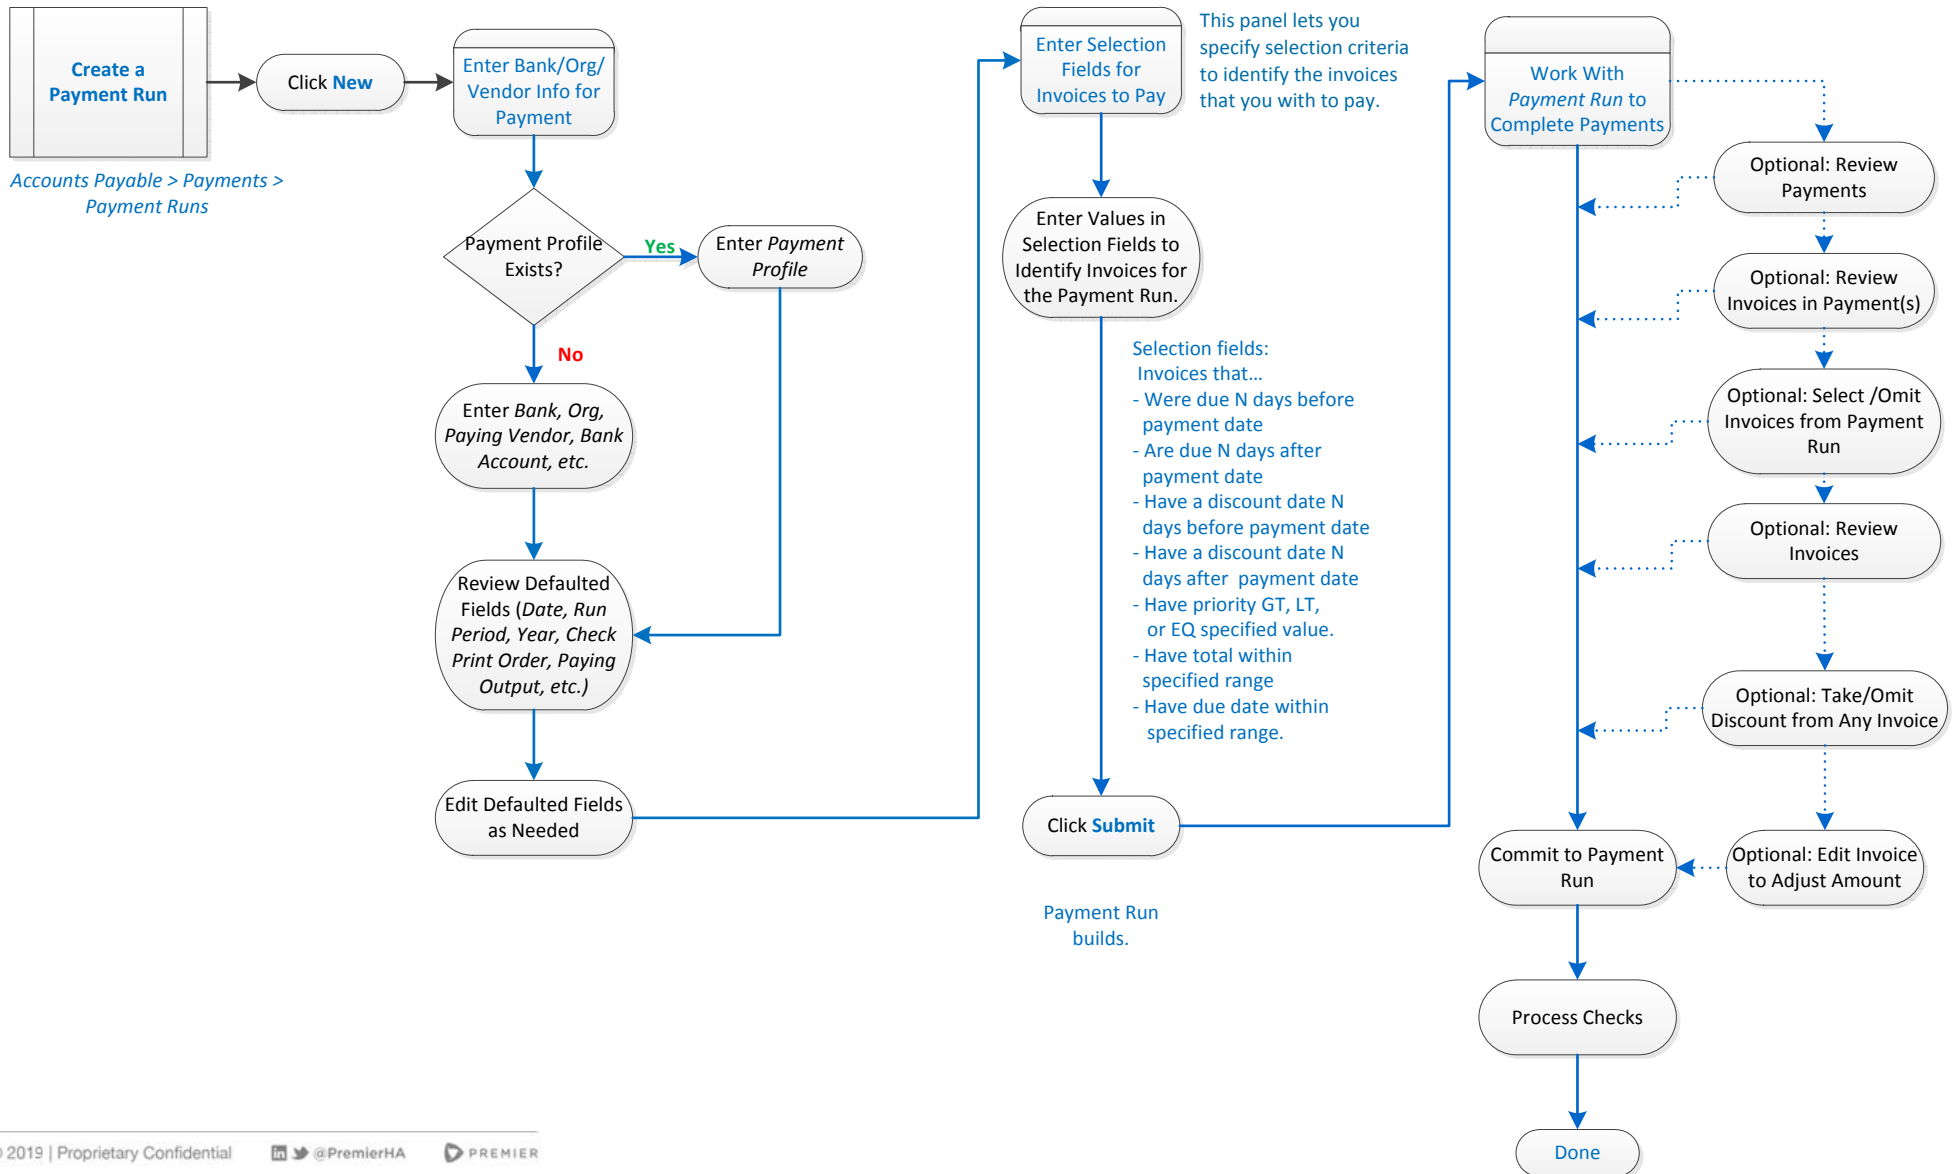 Create a
Payment Run
Accounts Payable > Payments >
Payment Runs
Click New
Enter Bank/Org/
Vendor Info for
Payment
Payment Profile
Exists?
Yes
Enter Payment
Profile
No
Enter Bank, Org,
Paying Vendor, Bank
Account, etc.
Review Defaulted
Fields (Date, Run
Period, Year, Check
Print Order, Paying
Output, etc.)
Edit Defaulted Fields
as Needed
Enter Selection
Fields for
Invoices to Pay
This panel lets you
specify selection criteria
to identify the invoices
that you with to pay.
Enter Values in
Selection Fields to
Identify Invoices for
the Payment Run.
Selection fields:
Invoices that…
- Were due N days before
payment date
- Are due N days after
payment date
- Have a discount date N
days before payment date
- Have a discount date N
days after payment date
- Have priority GT, LT,
or EQ specified value.
- Have total within
specified range
- Have due date within
specified range.
Click Submit
Payment Run
builds.
Work With
Payment Run to
Complete Payments
Optional: Review
Payments
Optional: Review
Invoices in Payment(s)
Optional: Select /Omit
Invoices from Payment
Run
Optional: Review
Invoices
Optional: Take/Omit
Discount from Any Invoice
Optional: Edit Invoice
to Adjust Amount
Commit to Payment
Run
Process Checks
Done
© 2019 | Proprietary Confidential
@PremierHA
PREMIER